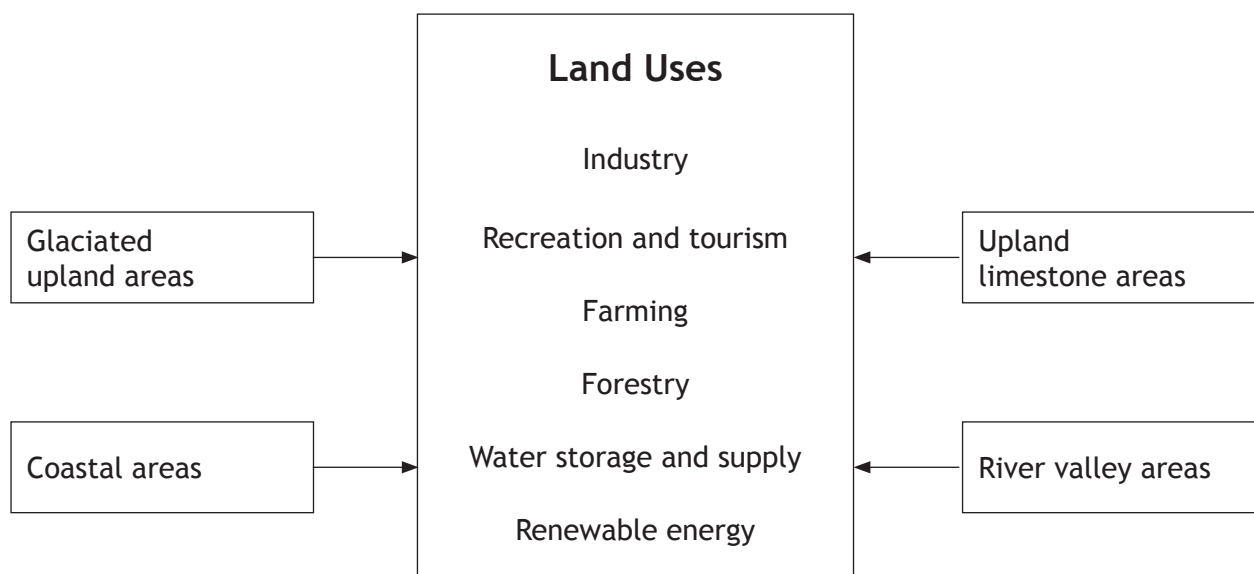 Land Uses
Industry
Recreation and tourism
Farming
Forestry
Water storage and supply
Renewable energy
Glaciated
upland areas
Coastal areas
Upland
limestone areas
River valley areas